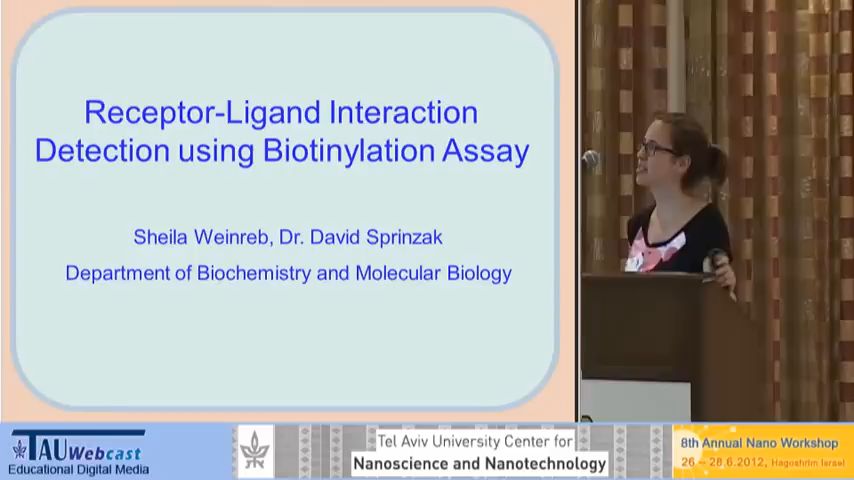 Receptor-Ligand Interaction
Detection using Biotinylation Assay
Sheila Weinreb, Dr. David Sprinzak
Department of Biochemistry and Molecular Biology
TAU Webcast
Educational Digital Media
Tel Aviv University Center for
Nanoscience and Nanotechnology
8th Annual Nano Workshop
26 – 28.6.2012, Hagoshrim Israel